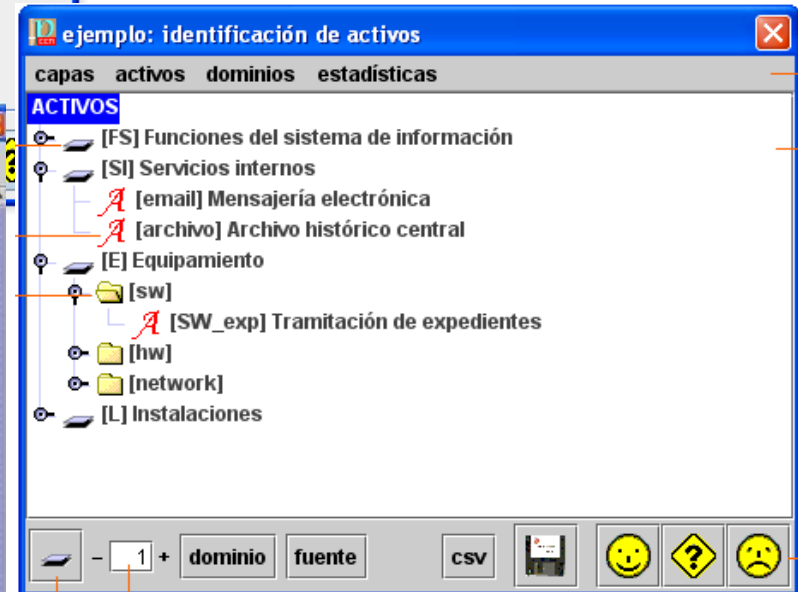 ejemplo: identificación de activos
capas activos dominios estadísticas
ACTIVOS
[FS] Funciones del sistema de información
[SI] Servicios internos
[email] Mensajería electrónica
[archivo] Archivo histórico central
[E] Equipamiento
[sw]
[SW_exp] Tramitación de expedientes
[hw]
[network]
[L] Instalaciones
- 1 + dominio fuente csv